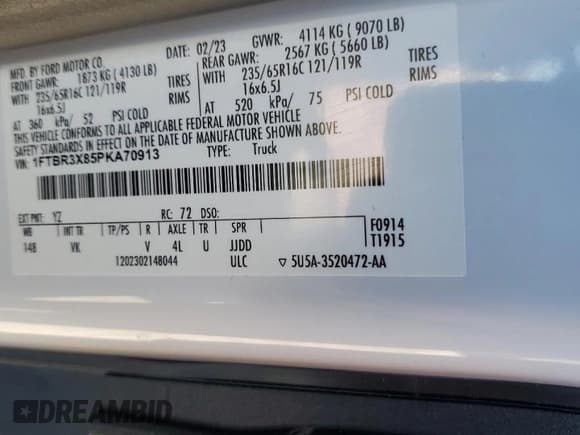 MFD. BY FORD MOTOR CO.
DATE: 02/23 GVWR: 4114 KG (9070 LB)
FRONT GAWR: 1873 KG (4130 LB)
REAR GAWR: 2567 KG (5660 LB)
WITH 235/65R16C 121/119R TIRES
16x6.5J RIMS
AT 360 kPa/ 52 PSI COLD
WITH 235/65R16C 121/119R TIRES
16x6.5J RIMS
AT 520 kPa/ 75 PSI COLD
THIS VEHICLE CONFORMS TO ALL APPLICABLE FEDERAL MOTOR VEHICLE
SAFETY STANDARDS IN EFFECT ON THE DATE OF MANUFACTURE SHOWN ABOVE.
VIN: 1FTBR3X85PKA70913 TYPE: Truck
EXT PNT: YZ RC: 72 DSO:
WB INT TR TP/PS R AXLE TR SPR
148 VK V 4L U JJDD
F0914
T1915
1202302148044 ULC ▽ 5U5A-3520472-AA
DREAMBID